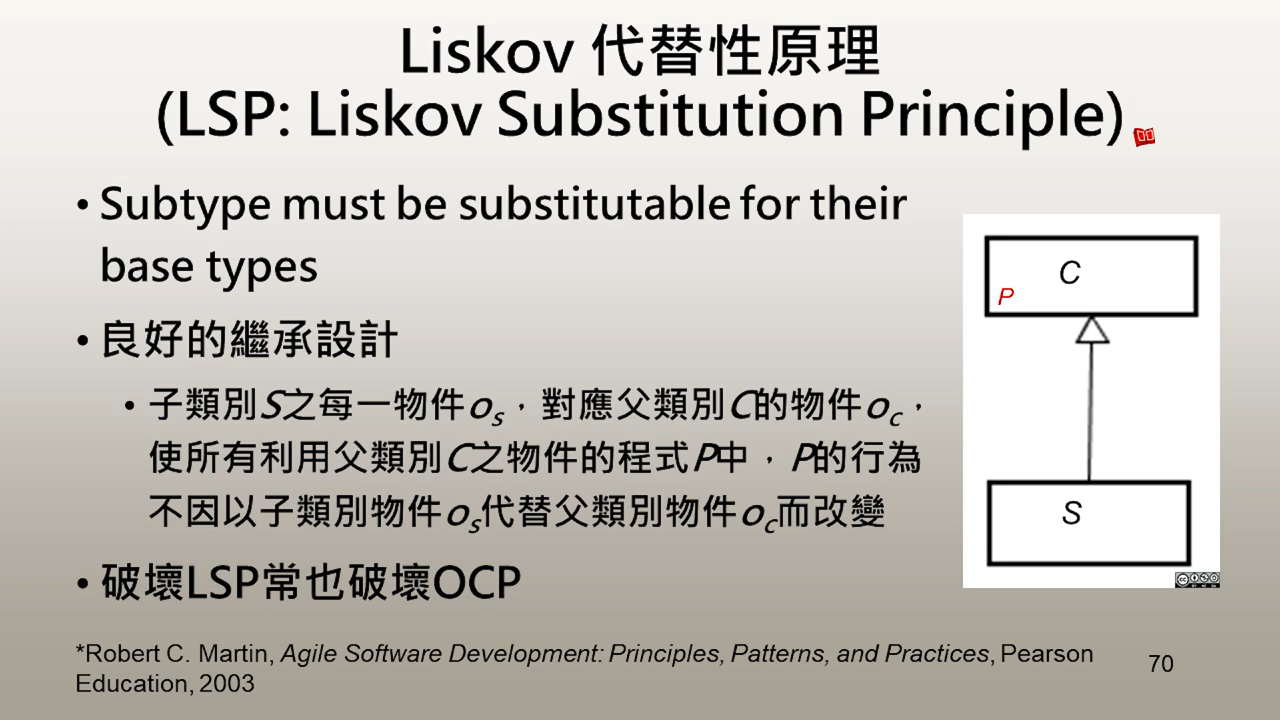 Liskov 代替性原理
(LSP: Liskov Substitution Principle)
• Subtype must be substitutable for their
base types
• 良好的繼承設計
• 子類別S之每一物件os，對應父類別C的物件oc，
使所有利用父類別C之物件的程式P中，P的行為
不因以子類別物件os代替父類別物件oc而改變
• 破壞LSP常也破壞OCP
C
P
S
*Robert C. Martin, Agile Software Development: Principles, Patterns, and Practices, Pearson
Education, 2003
70